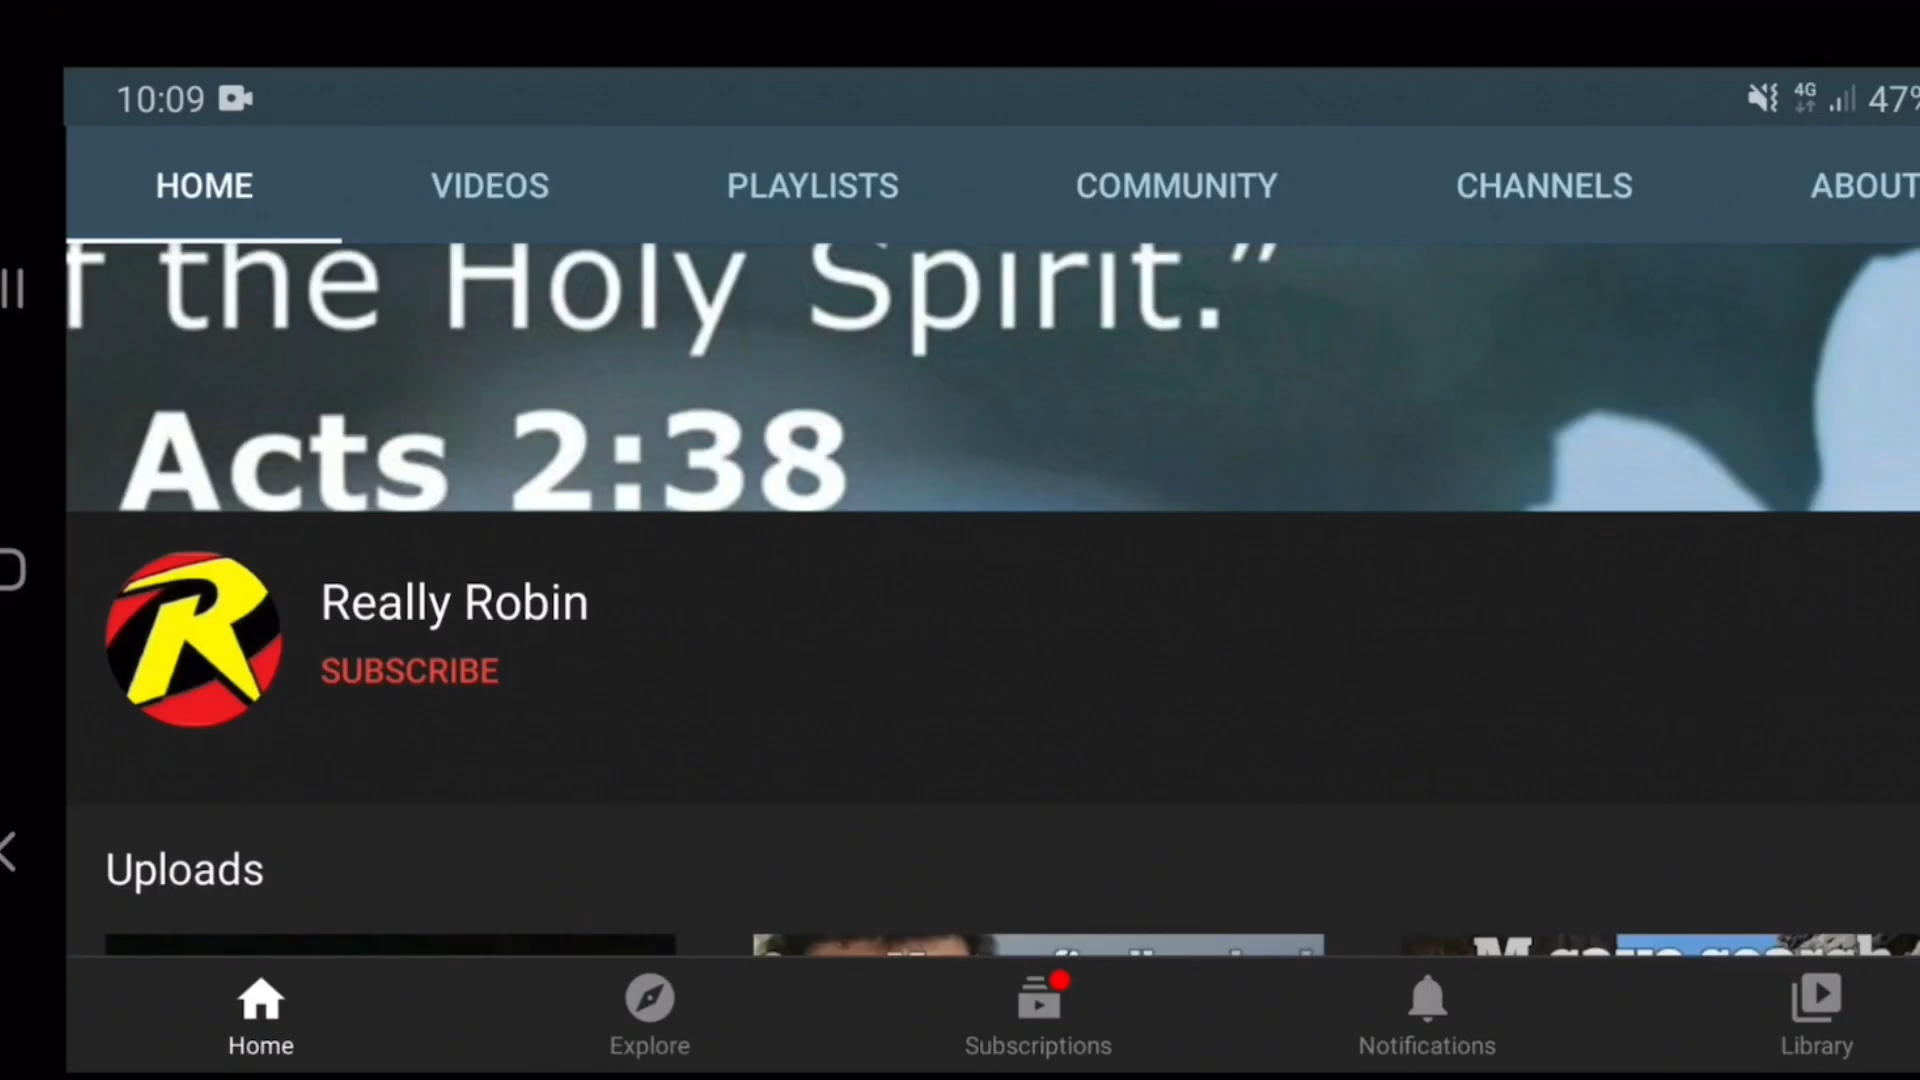 10:09 4G 47%
HOME VIDEOS PLAYLISTS COMMUNITY CHANNELS ABOUT
f the Holy Spirit.”
Acts 2:38
R
Really Robin
SUBSCRIBE
Uploads
Home Explore Subscriptions Notifications Library